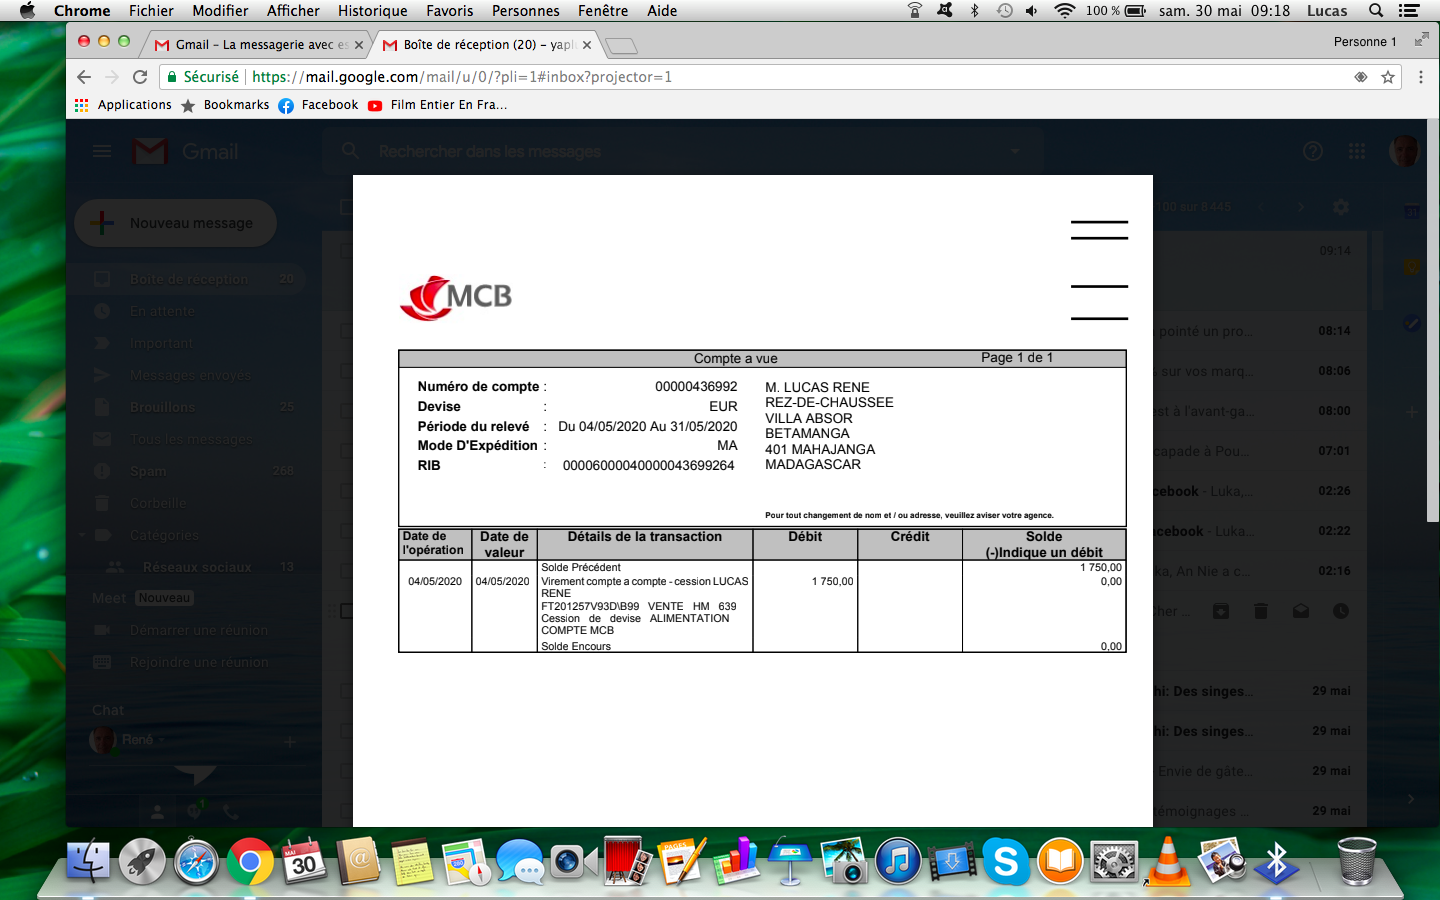 Chrome Fichier Modifier Afficher Historique Favoris Personnes Fenêtre Aide 100 % sam. 30 mai 09:18 Lucas
Gmail – La messagerie avec es
Boîte de réception (20) – yapl
Personne 1
Sécurisé https://mail.google.com/mail/u/0/?pli=1#inbox?projector=1
Applications Bookmarks Facebook Film Entier En Fra...
Gmail
Rechercher dans les messages
Nouveau message
100 sur 8 445
Boîte de réception 20
En attente
Important
Messages envoyés
Brouillons 25
Tous les messages
Spam 268
Corbeille
Catégories
Réseaux sociaux 13
Meet Nouveau
Démarrer une réunion
Rejoindre une réunion
Chat
René
MCB
Compte a vue Page 1 de 1
Numéro de compte : 00000436992
Devise : EUR
Période du relevé : Du 04/05/2020 Au 31/05/2020
Mode D'Expédition : MA
RIB : 00006000040000043699264
M. LUCAS RENE
REZ-DE-CHAUSSEE
VILLA ABSOR
BETAMANGA
401 MAHAJANGA
MADAGASCAR
Pour tout changement de nom et / ou adresse, veuillez aviser votre agence.
Date de l'opération
Date de valeur
Détails de la transaction
Débit
Crédit
Solde
(-)Indique un débit
Solde Précédent 1 750,00
04/05/2020 04/05/2020 Virement compte a compte - cession LUCAS 1 750,00 0,00
RENE
FT201257V93D\B99 VENTE HM 639
Cession de devise ALIMENTATION
COMPTE MCB
Solde Encours 0,00
09:14
pointé un pro... 08:14
sur vos marq... 08:06
est à l'avant-ga... 08:00
capade à Pou... 07:01
cebook - Luka,... 02:26
cebook - Luka... 02:22
ka, An Nie a c... 02:16
Cher ...
hi: Des singes... 29 mai
hi: Des singes... 29 mai
Envie de gâte... 29 mai
témoignages ... 29 mai
MAI
30